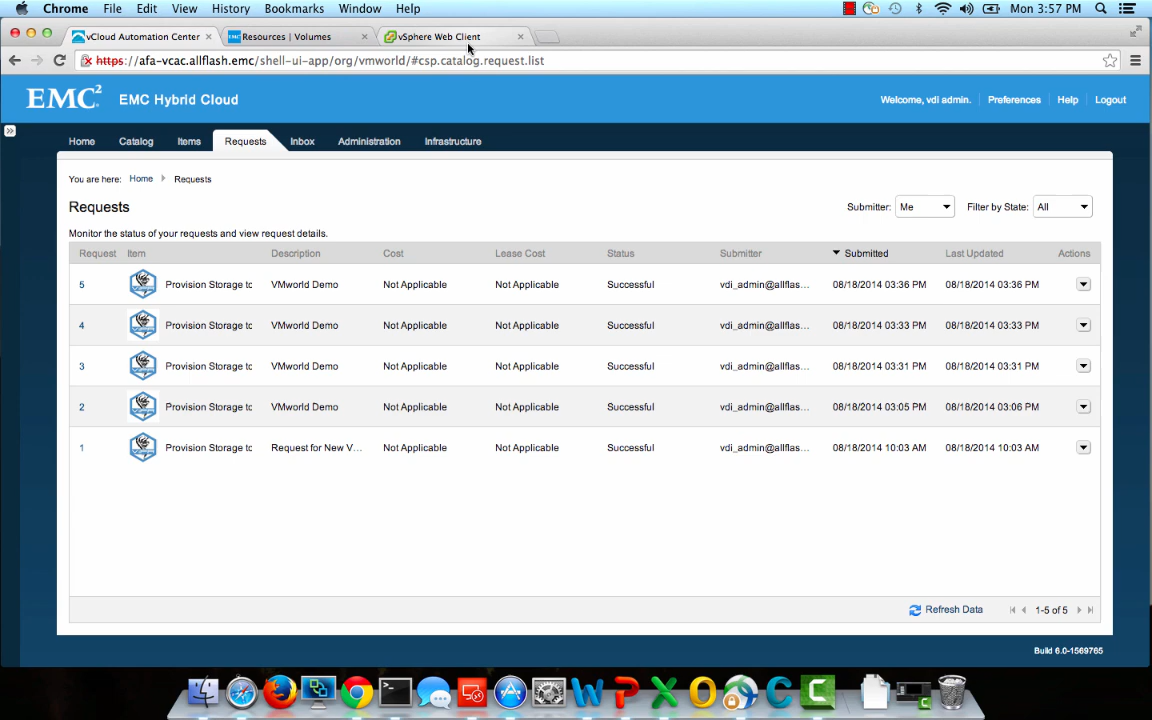 Chrome File Edit View History Bookmarks Window Help Mon 3:57 PM
vCloud Automation Center Resources | Volumes vSphere Web Client
https://afa-vcac.allflash.emc/shell-ui-app/org/vmworld/#csp.catalog.request.list
EMC² EMC Hybrid Cloud Welcome, vdi admin. Preferences Help Logout
Home Catalog Items Requests Inbox Administration Infrastructure
You are here: Home Requests
Requests Submitter: Me Filter by State: All
Monitor the status of your requests and view request details.
Request Item Description Cost Lease Cost Status Submitter Submitted Last Updated Actions
5 Provision Storage to VMworld Demo Not Applicable Not Applicable Successful vdi_admin@allflas... 08/18/2014 03:36 PM 08/18/2014 03:36 PM
4 Provision Storage to VMworld Demo Not Applicable Not Applicable Successful vdi_admin@allflas... 08/18/2014 03:33 PM 08/18/2014 03:33 PM
3 Provision Storage to VMworld Demo Not Applicable Not Applicable Successful vdi_admin@allflas... 08/18/2014 03:31 PM 08/18/2014 03:31 PM
2 Provision Storage to VMworld Demo Not Applicable Not Applicable Successful vdi_admin@allflas... 08/18/2014 03:05 PM 08/18/2014 03:06 PM
1 Provision Storage to Request for New V... Not Applicable Not Applicable Successful vdi_admin@allflas... 08/18/2014 10:03 AM 08/18/2014 10:03 AM
Refresh Data 1-5 of 5
Build 6.0-1569765